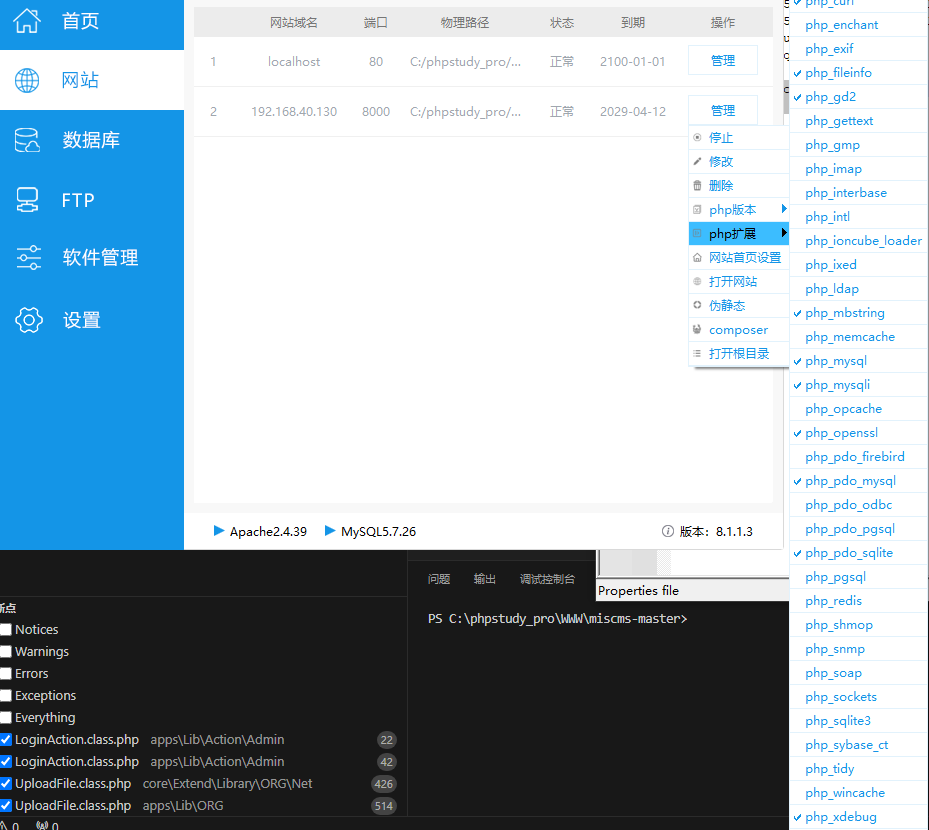 首页
网站
数据库
FTP
软件管理
设置
网站域名 端口 物理路径 状态 到期 操作
1 localhost 80 C:/phpstudy_pro/... 正常 2100-01-01 管理
2 192.168.40.130 8000 C:/phpstudy_pro/... 正常 2029-04-12 管理
停止
修改
删除
php版本
php扩展
网站首页设置
打开网站
伪静态
composer
打开根目录
php_curl
php_enchant
php_exif
php_fileinfo
php_gd2
php_gettext
php_gmp
php_imap
php_interbase
php_intl
php_ioncube_loader
php_ixed
php_ldap
php_mbstring
php_memcache
php_mysql
php_mysqli
php_opcache
php_openssl
php_pdo_firebird
php_pdo_mysql
php_pdo_odbc
php_pdo_pgsql
php_pdo_sqlite
php_pgsql
php_redis
php_shmop
php_snmp
php_soap
php_sockets
php_sqlite3
php_sybase_ct
php_tidy
php_wincache
php_xdebug
Apache2.4.39 MySQL5.7.26 版本: 8.1.1.3
问题 输出 调试控制台
Properties file
PS C:\phpstudy_pro\WWW\miscms-master>
断点
Notices
Warnings
Errors
Exceptions
Everything
LoginAction.class.php apps\Lib\Action\Admin 22
LoginAction.class.php apps\Lib\Action\Admin 42
UploadFile.class.php core\Extend\Library\ORG\Net 426
UploadFile.class.php apps\Lib\ORG 514
0 0